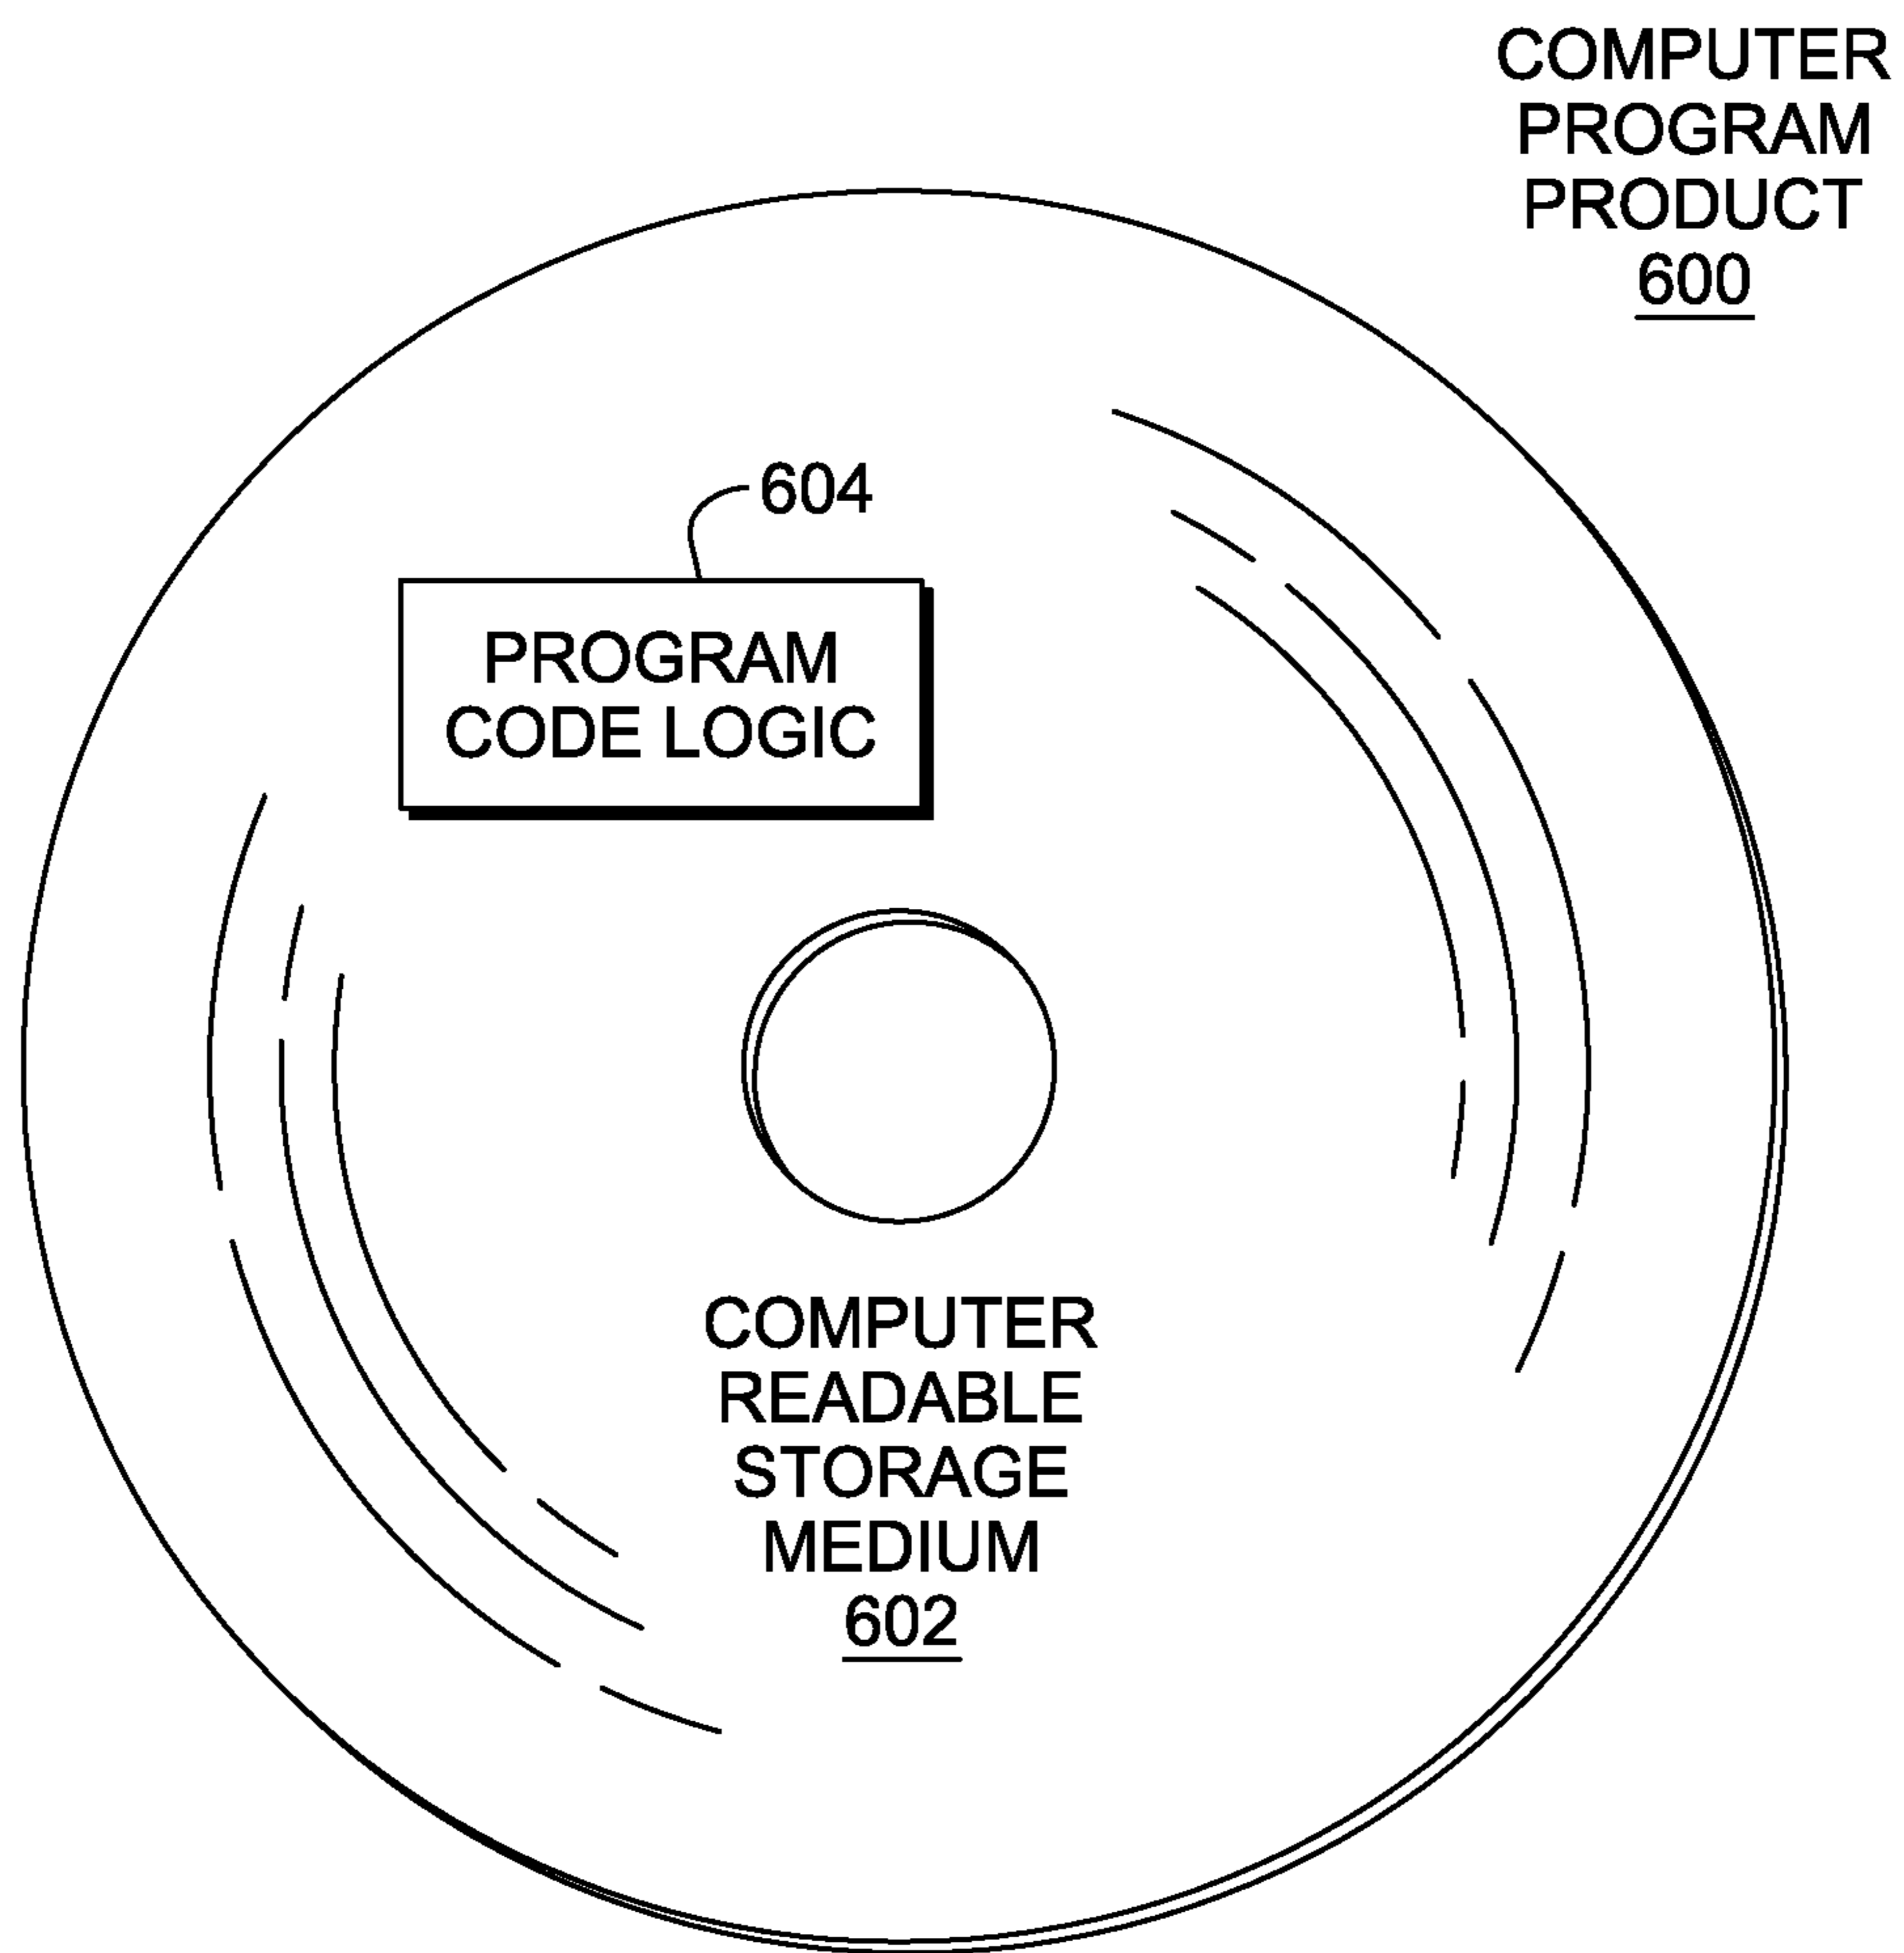 COMPUTER
PROGRAM
PRODUCT
600
604
PROGRAM
CODE LOGIC
COMPUTER
READABLE
STORAGE
MEDIUM
602